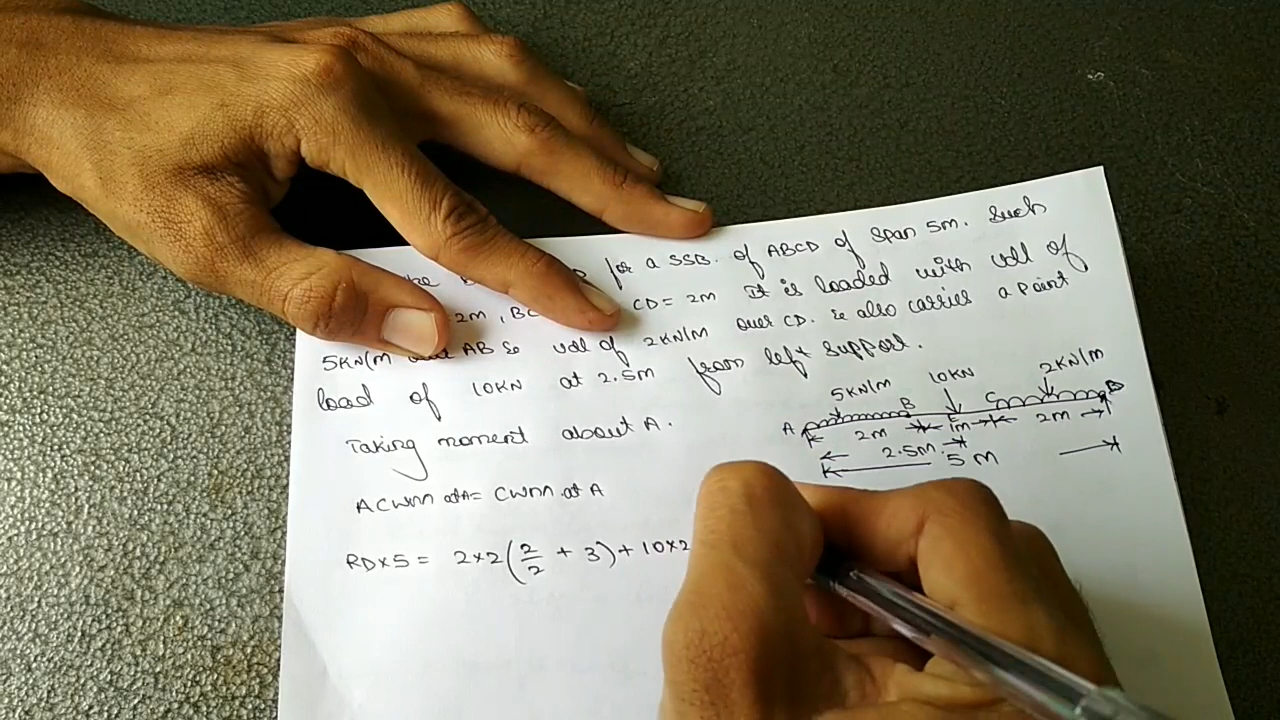 for a SSB. of ABCD of Span 5m. Such
2m, BC CD = 2m It is loaded with udl of
5KN/M AB & udl of 2KN/M over CD. & also carries a point
load of 10KN at 2.5m from left support.
Taking moment about A.
ACWM at A = CWM at A
RD×5 = 2×2(2/2 + 3) + 10×2
5KN/M 10KN 2KN/M
A B E C D
2m 1m 2m
2.5m
5M